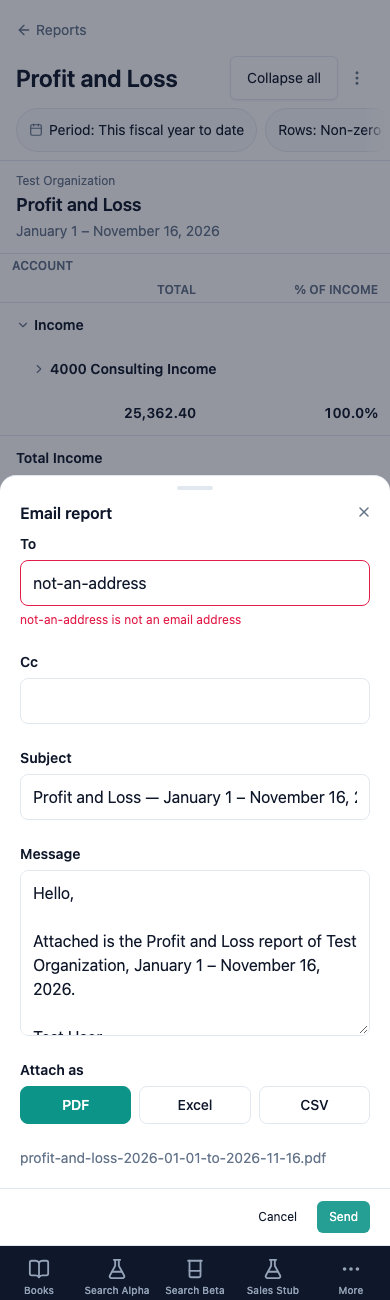 Reports
Profit and Loss
Collapse all
Period: This fiscal year to date
Rows: Non-zero
Test Organization
Profit and Loss
January 1 – November 16, 2026
ACCOUNT
TOTAL
% OF INCOME
Income
4000 Consulting Income
25,362.40
100.0%
Total Income
Email report
To
not-an-address
not-an-address is not an email address
Cc
Subject
Profit and Loss — January 1 – November 16,
Message
Hello,
Attached is the Profit and Loss report of Test
Organization, January 1 – November 16,
2026.
Test User
Attach as
PDF
Excel
CSV
profit-and-loss-2026-01-01-to-2026-11-16.pdf
Cancel
Send
Books
Search Alpha
Search Beta
Sales Stub
More